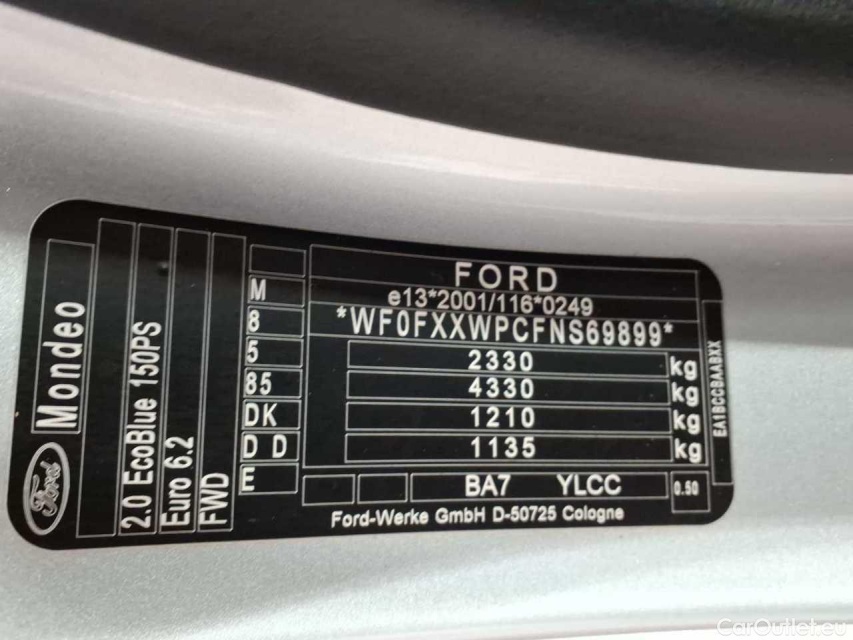 Ford
Mondeo
2.0 EcoBlue 150PS
Euro 6.2
FWD
M
8
5
85
DK
D D
E
FORD
e13*2001/116*0249
*WF0FXXWPCFNS69899*
2330 kg
4330 kg
1210 kg
1135 kg
BA7 YLCC
0.50
Ford-Werke GmbH D-50725 Cologne
EA1BCCBAABXX
CarOutlet.eu